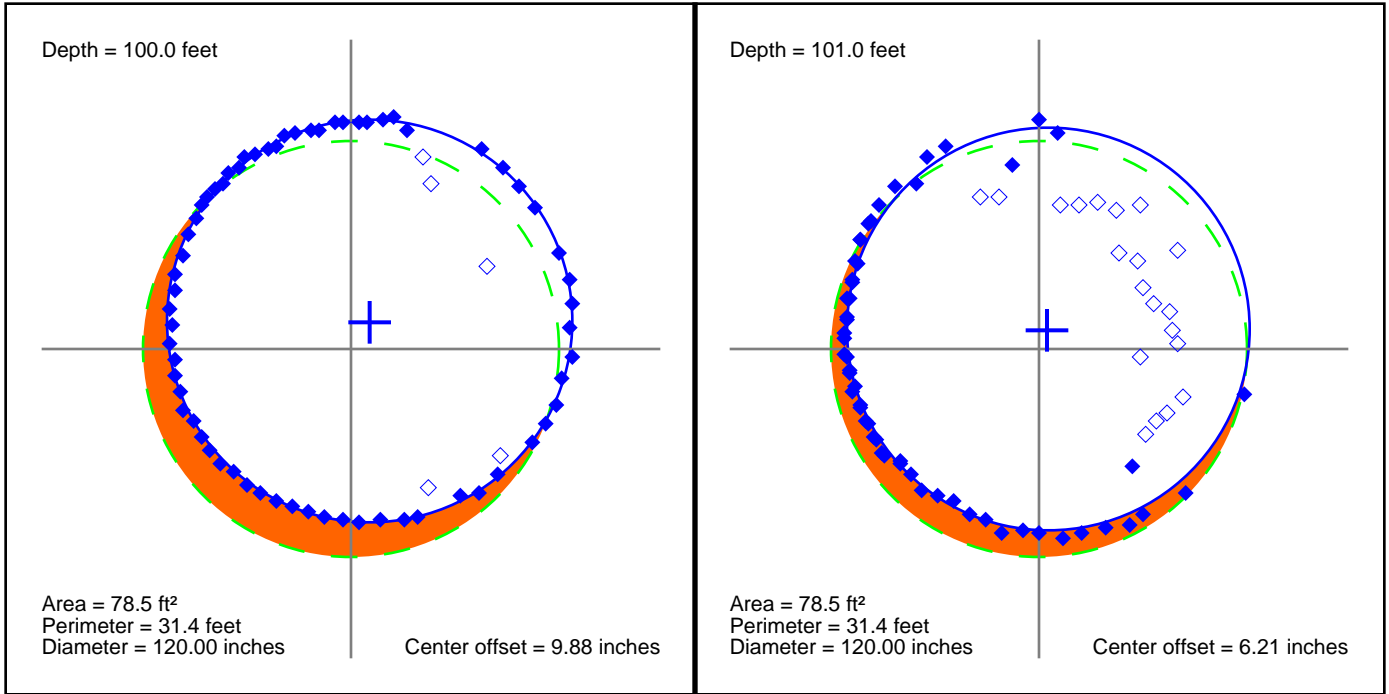 Depth = 100.0 feet
Area = 78.5 ft²
Perimeter = 31.4 feet
Diameter = 120.00 inches
Center offset = 9.88 inches
Depth = 101.0 feet
Area = 78.5 ft²
Perimeter = 31.4 feet
Diameter = 120.00 inches
Center offset = 6.21 inches